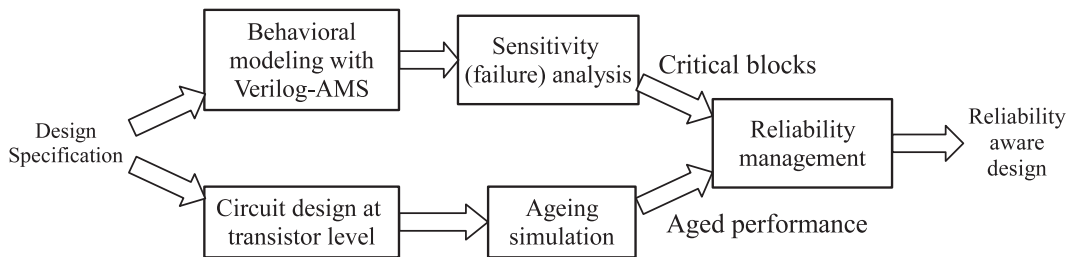 Design
Specification
Behavioral
modeling with
Verilog-AMS
Sensitivity
(failure) analysis
Critical blocks
Circuit design at
transistor level
Ageing
simulation
Aged performance
Reliability
management
Reliability
aware
design